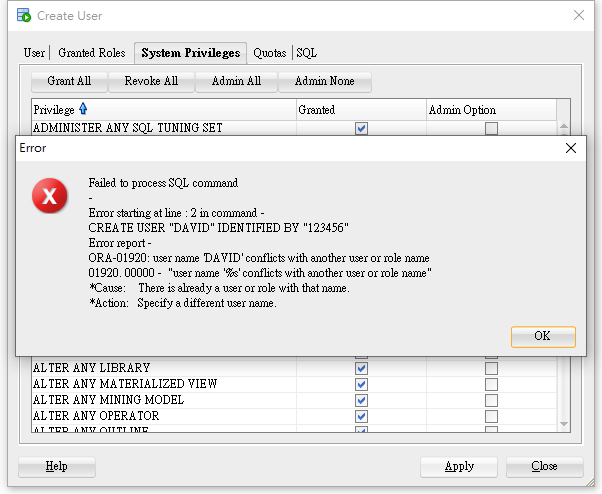 Create User
User
Granted Roles
System Privileges
Quotas
SQL
Grant All
Revoke All
Admin All
Admin None
Privilege
Granted
Admin Option
ADMINISTER ANY SQL TUNING SET
Error
Failed to process SQL command
-
Error starting at line : 2 in command -
CREATE USER "DAVID" IDENTIFIED BY "123456"
Error report -
ORA-01920: user name 'DAVID' conflicts with another user or role name
01920. 00000 -  "user name '%s' conflicts with another user or role name"
*Cause:    There is already a user or role with that name.
*Action:   Specify a different user name.
OK
ALTER ANY LIBRARY
ALTER ANY MATERIALIZED VIEW
ALTER ANY MINING MODEL
ALTER ANY OPERATOR
ALTER ANY OUTLINE
Help
Apply
Close